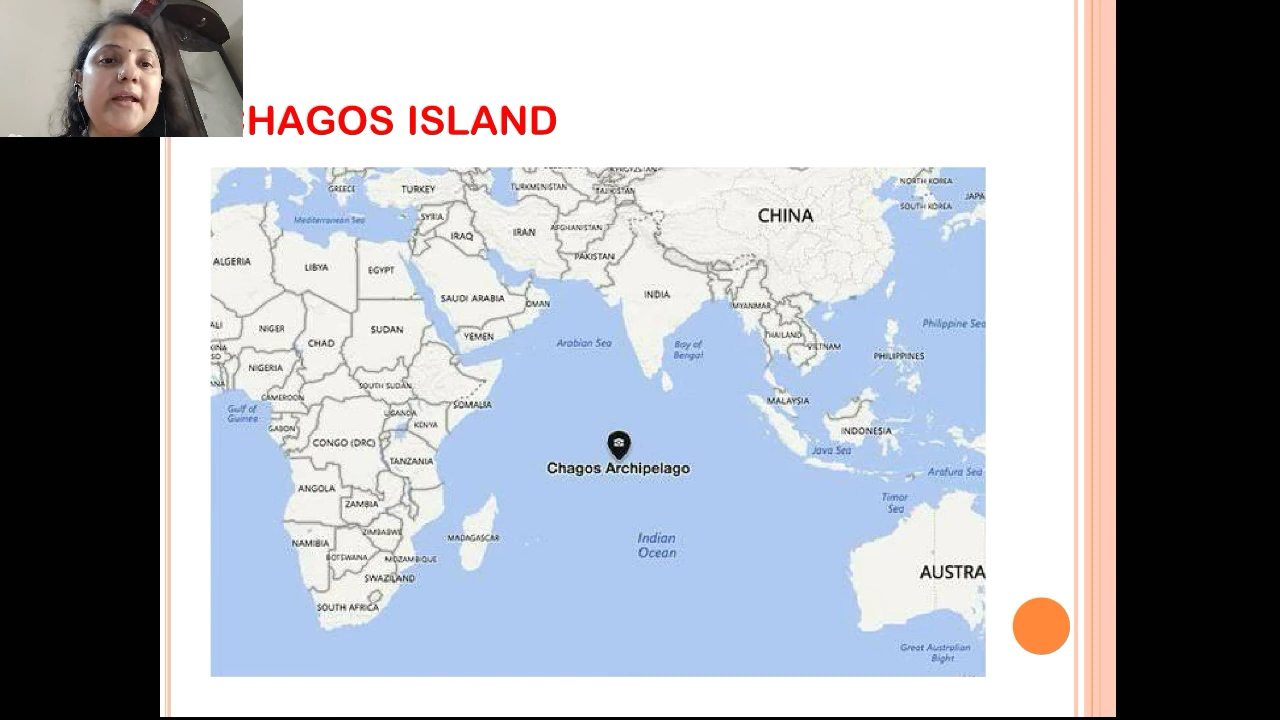 CHAGOS ISLAND
KYRGYZSTAN
NORTH KOREA
GREECE
TURKEY
TURKMENISTAN
TAJIKISTAN
JAPA
SOUTH KOREA
Mediterranean Sea
SYRIA
CHINA
IRAQ
IRAN
AFGHANISTAN
PAKISTAN
ALGERIA
LIBYA
EGYPT
INDIA
SAUDI ARABIA
OMAN
MYANMAR
ALI
NIGER
SUDAN
YEMEN
Philippine Sea
CHAD
Arabian Sea
Bay of
Bengal
THAILAND
VIETNAM
PHILIPPINES
NIGERIA
SOUTH SUDAN
CAMEROON
SOMALIA
MALAYSIA
Gulf of
Guinea
UGANDA
KENYA
GABON
INDONESIA
CONGO (DRC)
Java Sea
TANZANIA
Chagos Archipelago
Arafura Sea
ANGOLA
ZAMBIA
Timor
Sea
ZIMBABWE
NAMIBIA
MADAGASCAR
Indian
Ocean
BOTSWANA
MOZAMBIQUE
AUSTRA
SWAZILAND
SOUTH AFRICA
Great Australian
Bight